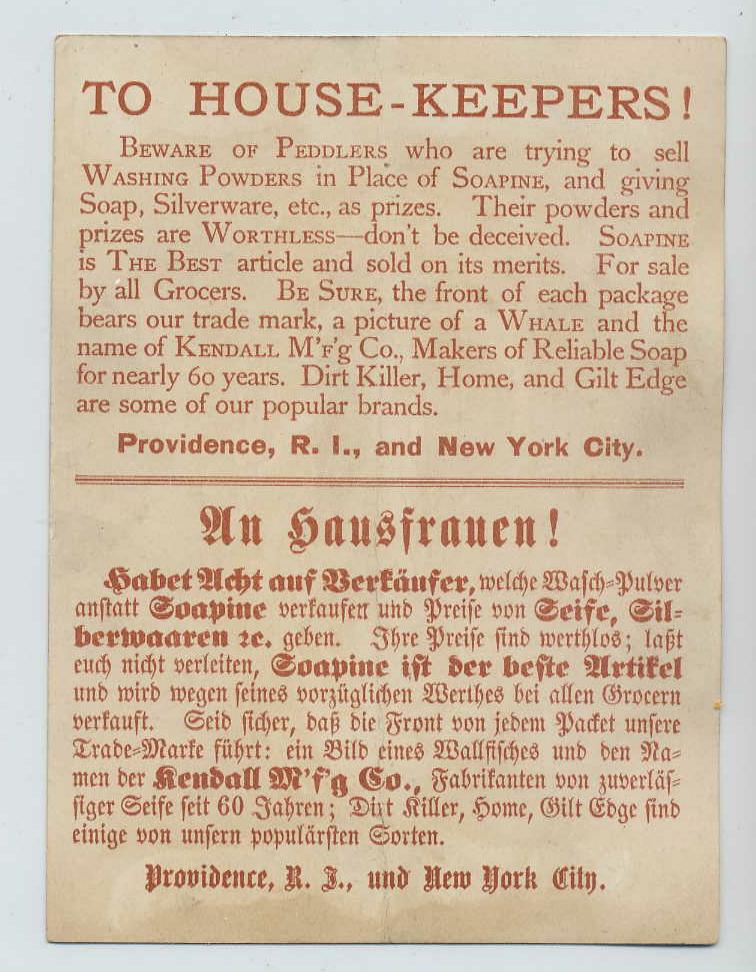 TO HOUSE-KEEPERS!
BEWARE OF PEDDLERS who are trying to sell
WASHING POWDERS in Place of SOAPINE, and giving
Soap, Silverware, etc., as prizes. Their powders and
prizes are WORTHLESS—don't be deceived. SOAPINE
is THE BEST article and sold on its merits. For sale
by all Grocers. BE SURE, the front of each package
bears our trade mark, a picture of a WHALE and the
name of KENDALL M'F'g Co., Makers of Reliable Soap
for nearly 60 years. Dirt Killer, Home, and Gilt Edge
are some of our popular brands.
Providence, R. I., and New York City.
An Hausfrauen!
Habet Acht auf Verkäufer, welche Wasch-Pulver
anstatt Soapine verkaufen und Preise von Seife, Sil-
berwaaren ꝛc. geben. Ihre Preise sind werthlos; laßt
euch nicht verleiten, Soapine ist der beste Artikel
und wird wegen seines vorzüglichen Werthes bei allen Grocern
verkauft. Seid sicher, daß die Front von jedem Packet unsere
Trade-Marke führt: ein Bild eines Wallfisches und den Na-
men der Kendall M'f'g Co., Fabrikanten von zuverläs-
siger Seife seit 60 Jahren; Dirt Killer, Home, Gilt Edge sind
einige von unsern populärsten Sorten.
Providence, R. I., und New York City.